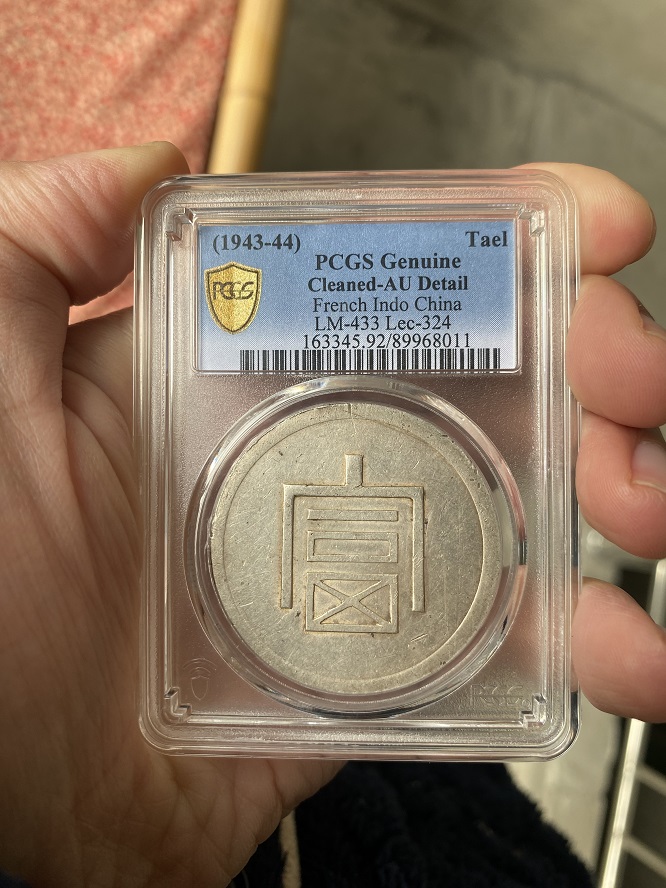 (1943-44) Tael
PCGS Genuine
Cleaned-AU Detail
French Indo China
LM-433 Lec-324
163345.92/89968011
PCGS
富